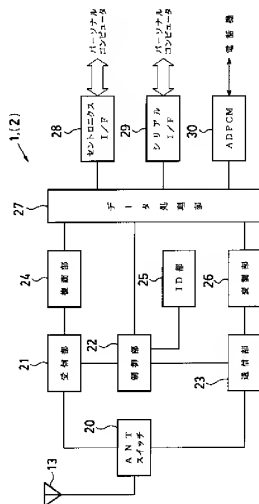 1,(2)
13
20
ANT
スイッチ
21
受信部
22
制御部
23
送信部
24
復調部
25
ID部
26
変調部
27
データ処理部
28
セントロニクス
I/F
29
シリアル
I/F
30
ADPCM
パーソナル
コンピュータ
パーソナル
コンピュータ
電話器